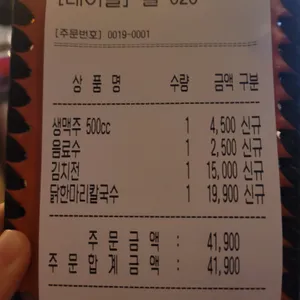 [주문번호] 0019-0001
상 품 명 수량 금액 구분
생맥주 500cc 1 4,500 신규
음료수 1 2,500 신규
김치전 1 15,000 신규
닭한마리칼국수 1 19,900 신규
주 문 금 액 : 41,900
주 문 합 계 금 액 : 41,900